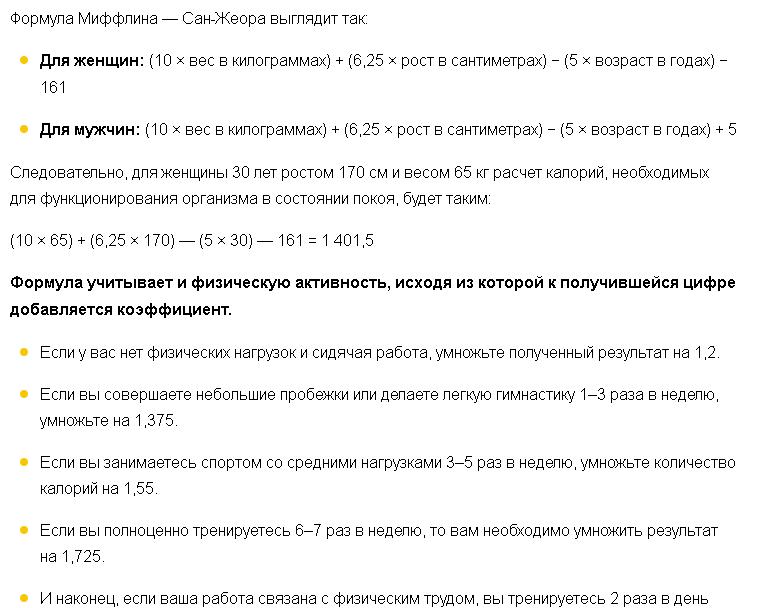 Формула Миффлина — Сан-Жеора выглядит так:
Для женщин: (10 × вес в килограммах) + (6,25 × рост в сантиметрах) − (5 × возраст в годах) −
161
Для мужчин: (10 × вес в килограммах) + (6,25 × рост в сантиметрах) − (5 × возраст в годах) + 5
Следовательно, для женщины 30 лет ростом 170 см и весом 65 кг расчет калорий, необходимых
для функционирования организма в состоянии покоя, будет таким:
(10 × 65) + (6,25 × 170) — (5 × 30) — 161 = 1 401,5
Формула учитывает и физическую активность, исходя из которой к получившейся цифре
добавляется коэффициент.
Если у вас нет физических нагрузок и сидячая работа, умножьте полученный результат на 1,2.
Если вы совершаете небольшие пробежки или делаете легкую гимнастику 1–3 раза в неделю,
умножьте на 1,375.
Если вы занимаетесь спортом со средними нагрузками 3–5 раз в неделю, умножьте количество
калорий на 1,55.
Если вы полноценно тренируетесь 6–7 раз в неделю, то вам необходимо умножить результат
на 1,725.
И наконец, если ваша работа связана с физическим трудом, вы тренируетесь 2 раза в день